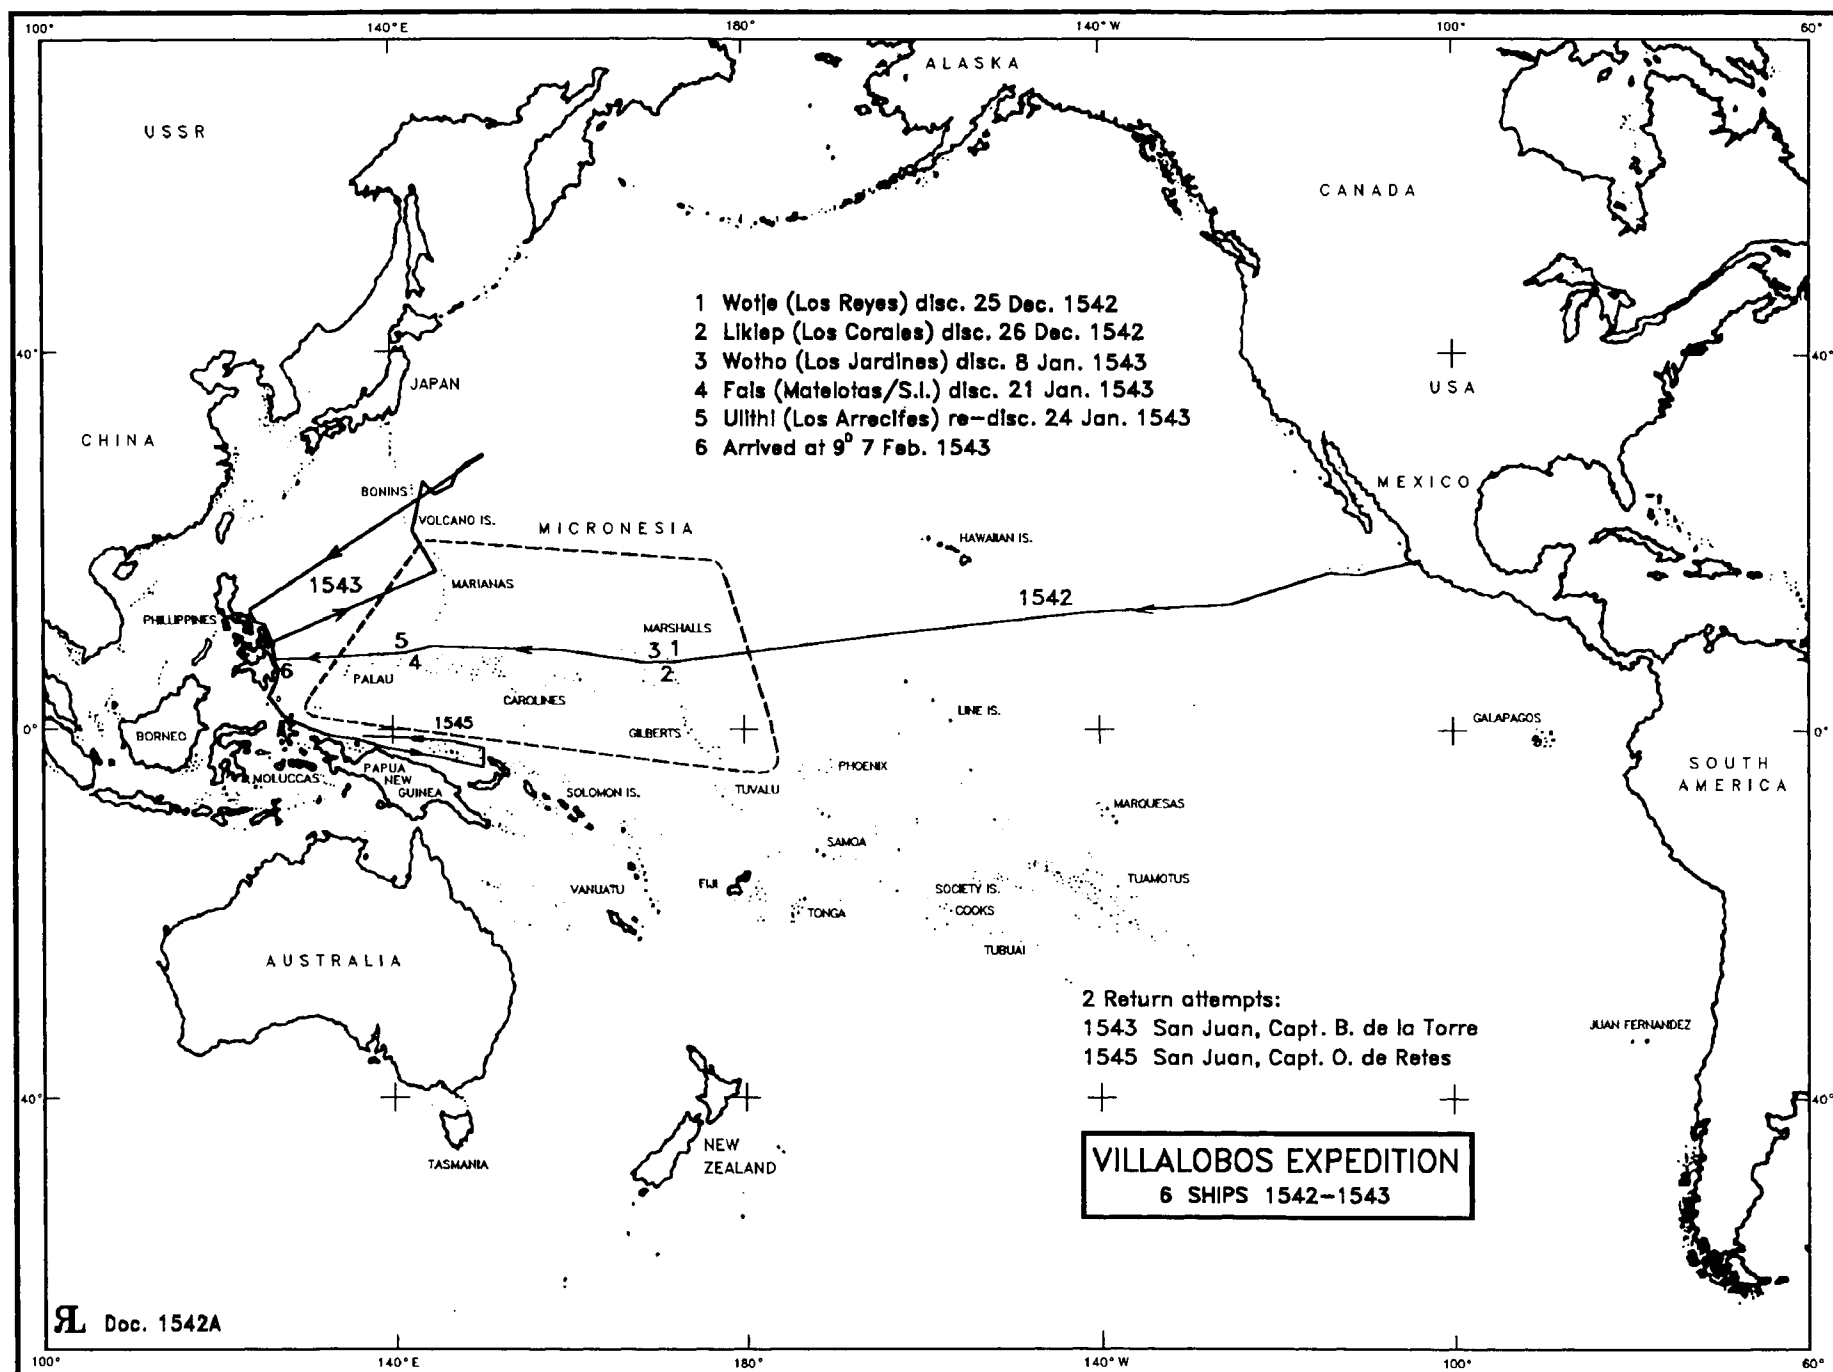 100° 140°E 180° 140°W 100° 60°
ALASKA
USSR
CANADA
1 Wotje (Los Reyes) disc. 25 Dec. 1542
2 Likiep (Los Corales) disc. 26 Dec. 1542
3 Wotho (Los Jardines) disc. 8 Jan. 1543
4 Fais (Matelotas/S.I.) disc. 21 Jan. 1543
5 Ulithi (Los Arrecifes) re-disc. 24 Jan. 1543
6 Arrived at 9° 7 Feb. 1543
40° 40°
JAPAN
USA
CHINA
MEXICO
BONINS
VOLCANO IS.
MICRONESIA
HAWAIIAN IS.
1543
MARIANAS
1542
PHILLIPPINES
MARSHALLS
5
3 1
4
6
2
PALAU
CAROLINES
LINE IS.
GALAPAGOS
1545
0° 0°
BORNEO
GILBERTS
PHOENIX
SOUTH
AMERICA
PAPUA
NEW
GUINEA
MOLUCCAS
SOLOMON IS.
TUVALU
MARQUESAS
SAMOA
TUAMOTUS
VANUATU
FIJI
SOCIETY IS.
COOKS
TONGA
TUBUAI
AUSTRALIA
2 Return attempts:
1543 San Juan, Capt. B. de la Torre
1545 San Juan, Capt. O. de Retes
JUAN FERNANDEZ
40° 40°
TASMANIA
NEW
ZEALAND
VILLALOBOS EXPEDITION
6 SHIPS 1542-1543
RL Doc. 1542A
100° 140°E 180° 140°W 100° 60°